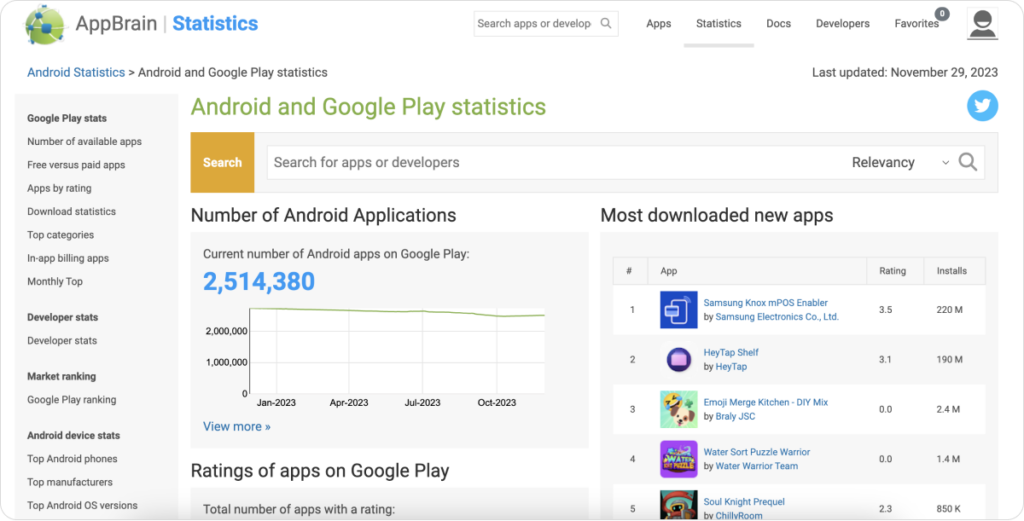 AppBrain | Statistics
Search apps or develop
Apps
Statistics
Docs
Developers
Favorites
0
Android Statistics > Android and Google Play statistics
Last updated: November 29, 2023
Google Play stats
Number of available apps
Free versus paid apps
Apps by rating
Download statistics
Top categories
In-app billing apps
Monthly Top
Developer stats
Developer stats
Market ranking
Google Play ranking
Android device stats
Top Android phones
Top manufacturers
Top Android OS versions
Android and Google Play statistics
Search
Search for apps or developers
Relevancy
Number of Android Applications
Current number of Android apps on Google Play:
2,514,380
2,000,000
1,000,000
0
Jan-2023 Apr-2023 Jul-2023 Oct-2023
View more »
Ratings of apps on Google Play
Total number of apps with a rating:
Most downloaded new apps
# App Rating Installs
1 Samsung Knox mPOS Enabler 3.5 220 M
by Samsung Electronics Co., Ltd.
2 HeyTap Shelf 3.1 190 M
by HeyTap
3 Emoji Merge Kitchen - DIY Mix 0.0 2.4 M
by Braly JSC
4 Water Sort Puzzle Warrior 0.0 1.4 M
by Water Warrior Team
WATER
5 Soul Knight Prequel 2.3 850 K
by ChillyRoom